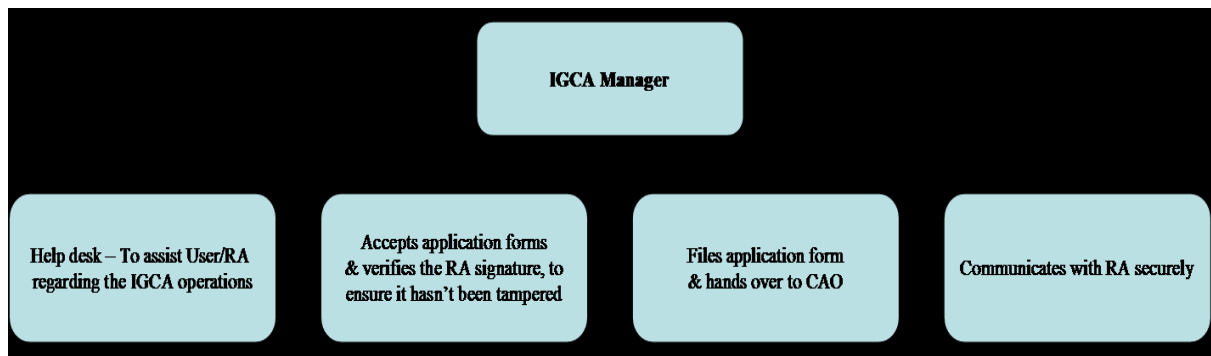 IGCA Manager
Help desk – To assist User/RA
regarding the IGCA operations
Accepts application forms
& verifies the RA signature, to
ensure it hasn't been tampered
Files application form
& hands over to CAO
Communicates with RA securely